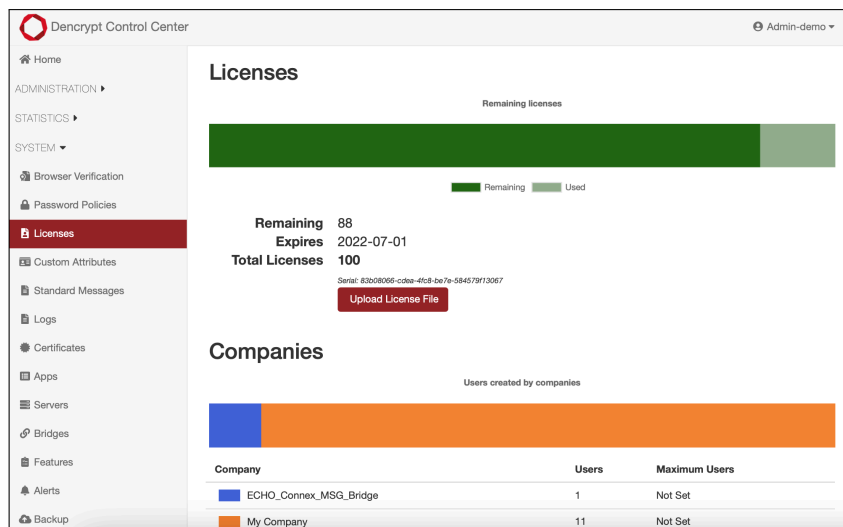 Dencrypt Control Center
Admin-demo
Home
ADMINISTRATION
STATISTICS
SYSTEM
Browser Verification
Password Policies
Licenses
Custom Attributes
Standard Messages
Logs
Certificates
Apps
Servers
Bridges
Features
Alerts
Backup
Licenses
Remaining licenses
Remaining Used
Remaining 88
Expires 2022-07-01
Total Licenses 100
Serial: 83b08066-cdea-4fc8-be7e-584579f13067
Upload License File
Companies
Users created by companies
Company Users Maximum Users
ECHO_Connex_MSG_Bridge 1 Not Set
My Company 11 Not Set